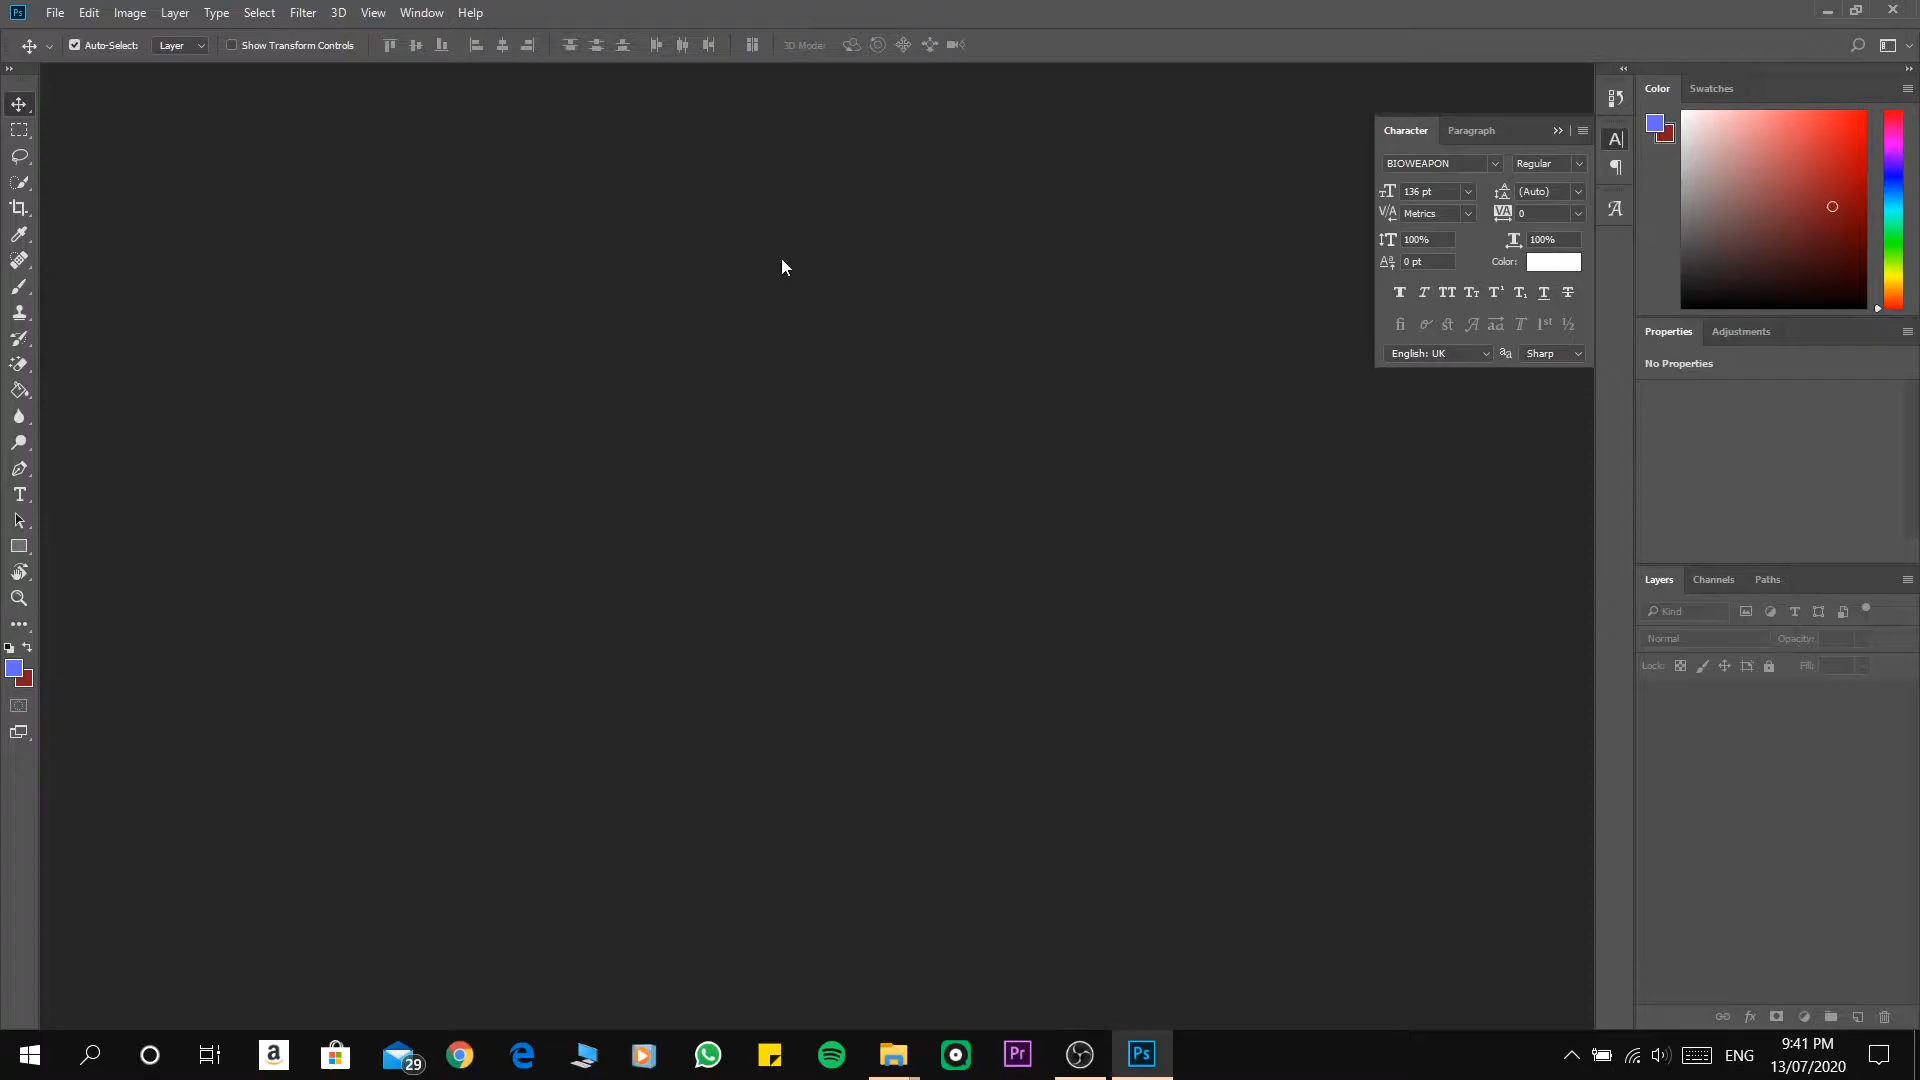 Ps File Edit Image Layer Type Select Filter 3D View Window Help
Auto-Select: Layer Show Transform Controls 3D Mode:
Color Swatches
Character Paragraph
BIOWEAPON Regular
136 pt (Auto)
Metrics 0
100% 100%
0 pt Color:
English: UK Sharp
Properties Adjustments
No Properties
Layers Channels Paths
Kind
Normal Opacity:
Lock: Fill:
29
Pr
Ps
ENG
9:41 PM
13/07/2020